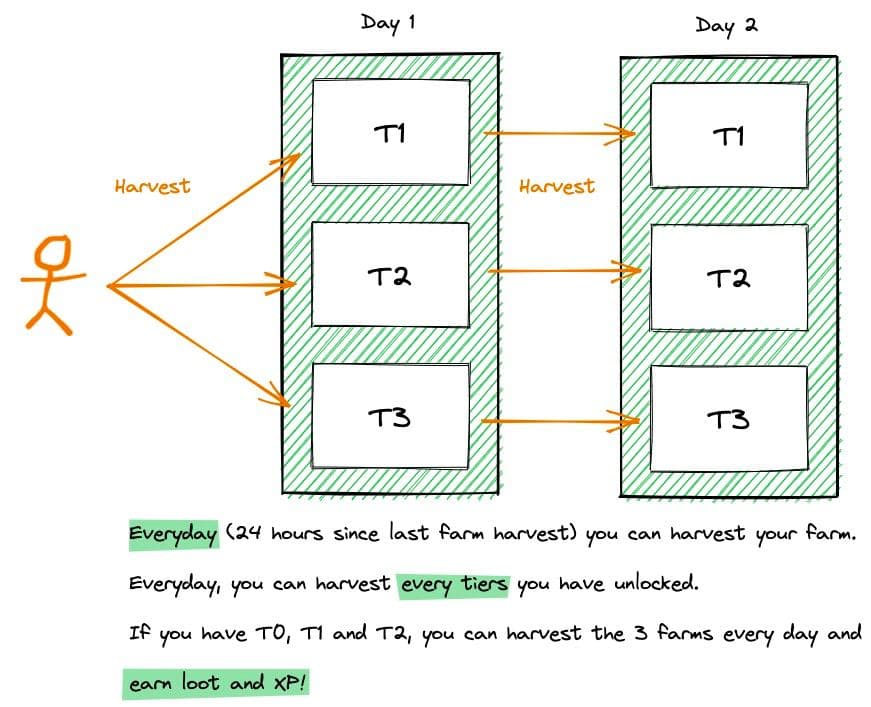 Day 1
Day 2
T1
T1
Harvest
Harvest
T2
T2
T3
T3
Everyday (24 hours since last farm harvest) you can harvest your farm.
Everyday, you can harvest every tiers you have unlocked.
If you have T0, T1 and T2, you can harvest the 3 farms every day and
earn loot and XP!